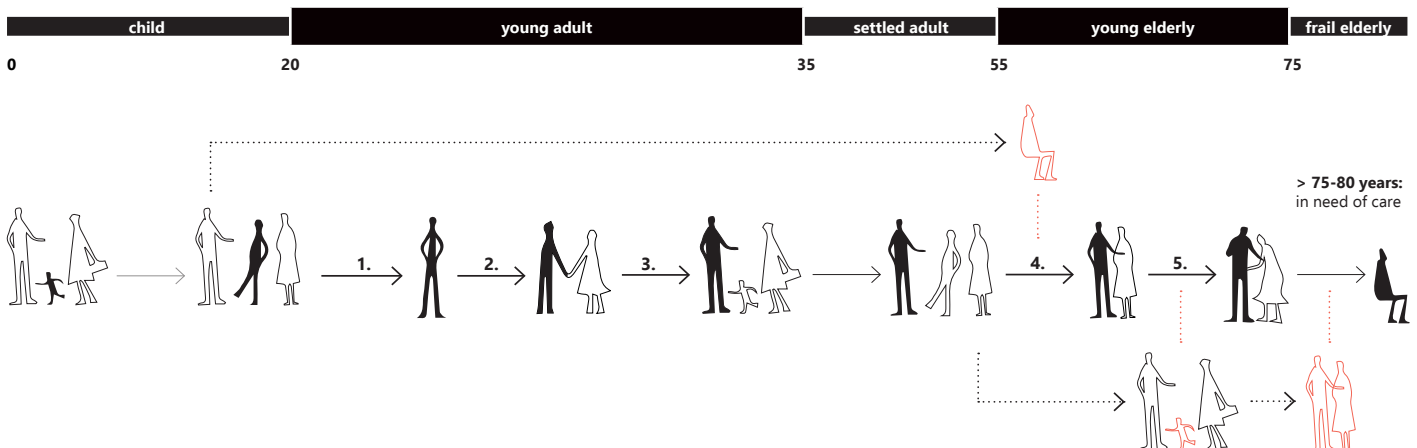 child
young adult
settled adult
young elderly
frail elderly
0
20
35
55
75
> 75-80 years:
in need of care
1.
2.
3.
4.
5.